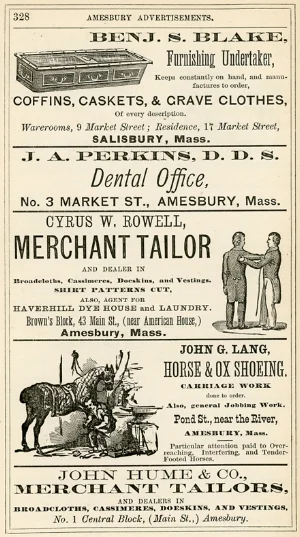 328
AMESBURY ADVERTISEMENTS.
BENJ. S. BLAKE,
Furnishing Undertaker,
Keeps constantly on hand, and manu-
factures to order,
COFFINS, CASKETS, & GRAVE CLOTHES,
Of every description.
Warerooms, 9 Market Street; Residence, 17 Market Street,
SALISBURY, Mass.
J. A. PERKINS, D. D. S.
Dental Office,
No. 3 MARKET ST., AMESBURY, Mass.
CYRUS W. ROWELL,
MERCHANT TAILOR
AND DEALER IN
Broadcloths, Cassimeres, Doeskins, and Vestings.
SHIRT PATTERNS CUT,
ALSO, AGENT FOR
HAVERHILL DYE HOUSE and LAUNDRY.
Brown's Block, 43 Main St., (near American House,)
Amesbury, Mass.
JOHN G. LANG,
HORSE & OX SHOEING.
CARRIAGE WORK
done to order.
Also, general Jobbing Work.
Pond St., near the River,
AMESBURY, Mass.
Particular attention paid to Over-
reaching, Interfering, and Tender-
Footed Horses.
JOHN HUME & CO.,
MERCHANT TAILORS,
AND DEALERS IN
BROADCLOTHS, CASSIMERES, DOESKINS, AND VESTINGS,
No. 1 Central Block, (Main St.,) Amesbury.